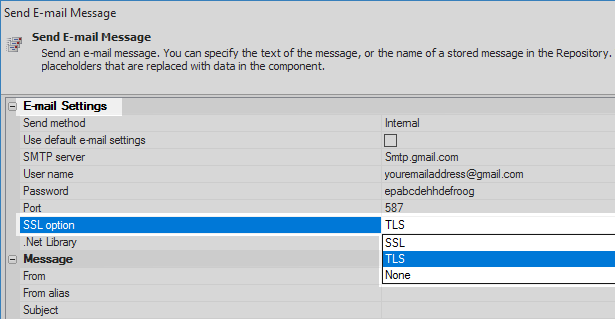 Send E-mail Message
Send E-mail Message
Send an e-mail message. You can specify the text of the message, or the name of a stored message in the Repository.
placeholders that are replaced with data in the component.
E-mail Settings
Send method Internal
Use default e-mail settings
SMTP server Smtp.gmail.com
User name youremailaddress@gmail.com
Password epabcdehhdefroog
Port 587
SSL option TLS
.Net Library SSL
Message TLS
From None
From alias
Subject